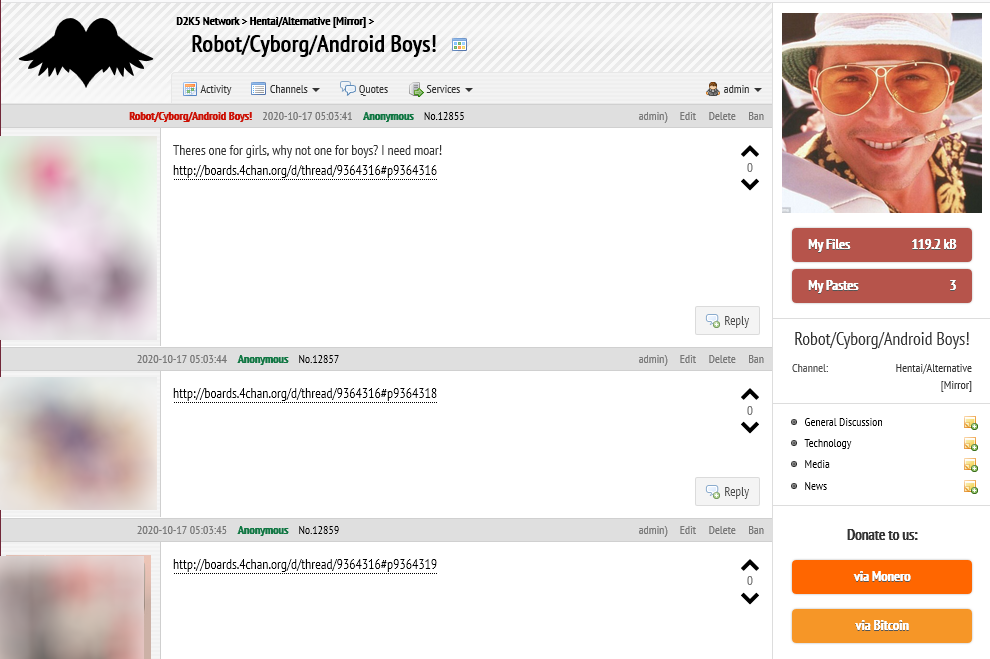 D2K5 Network > Hentai/Alternative [Mirror] >
Robot/Cyborg/Android Boys!
Activity
Channels
Quotes
Services
admin
Robot/Cyborg/Android Boys! 2020-10-17 05:03:41 Anonymous No.12855
admin) Edit Delete Ban
Theres one for girls, why not one for boys? I need moar!
http://boards.4chan.org/d/thread/9364316#p9364316
0
Reply
2020-10-17 05:03:44 Anonymous No.12857
admin) Edit Delete Ban
http://boards.4chan.org/d/thread/9364316#p9364318
0
Reply
2020-10-17 05:03:45 Anonymous No.12859
admin) Edit Delete Ban
http://boards.4chan.org/d/thread/9364316#p9364319
0
My Files 119.2 kB
My Pastes 3
Robot/Cyborg/Android Boys!
Channel: Hentai/Alternative
[Mirror]
General Discussion
Technology
Media
News
Donate to us:
via Monero
via Bitcoin